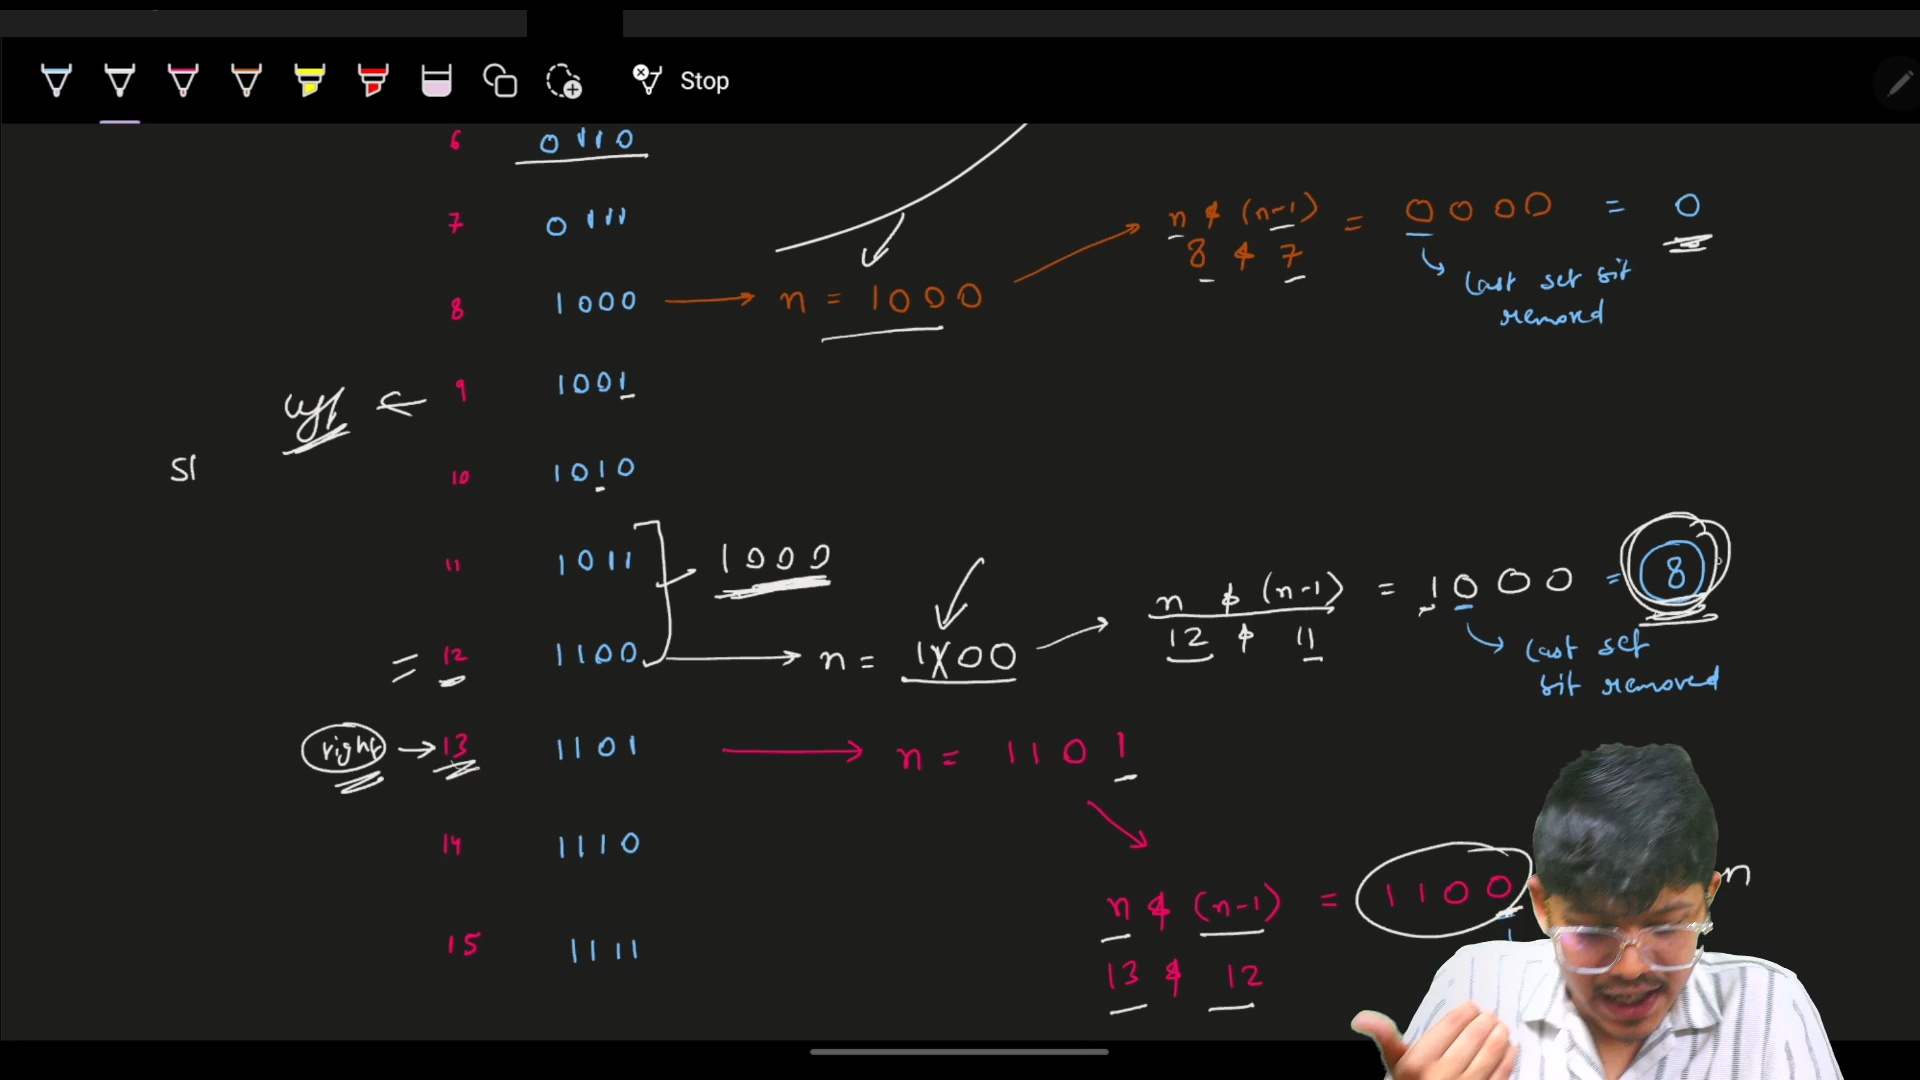 Stop
6 0110
7 0111
n & (n-1) = 0000 = 0
8 & 7
last set bit
removed
8 1000 → n = 1000
left ← 9 1001
SI
10 1010
11 1011
1000
n & (n-1) = 1000 = 8
12 & 11
last set
bit removed
= 12 1100 → n = 1100
right → 13 1101 → n = 1101
14 1110
n & (n-1) = 1100
n
13 & 12
15 1111